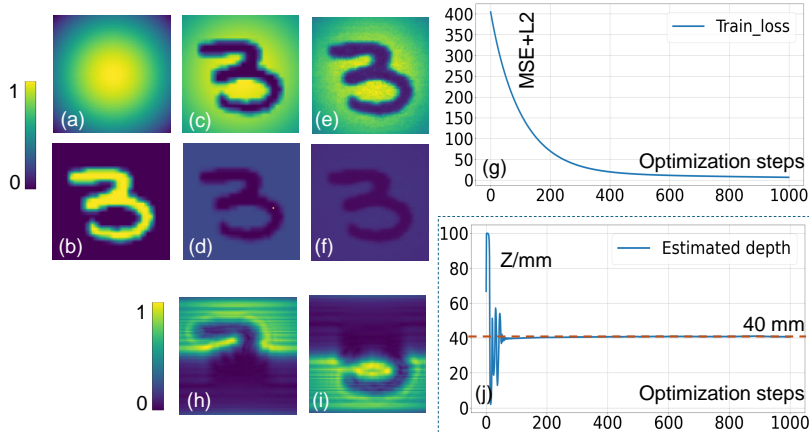 1
0
(a)
(c)
(e)
(b)
(d)
(f)
1
0
(h)
(i)
400
350
300
250
200
150
100
50
0
MSE+L2
Train_loss
(g)
Optimization steps
0 200 400 600 800 1000
100
80
60
40
20
0
Z/mm
Estimated depth
40 mm
(j)
Optimization steps
0 200 400 600 800 1000